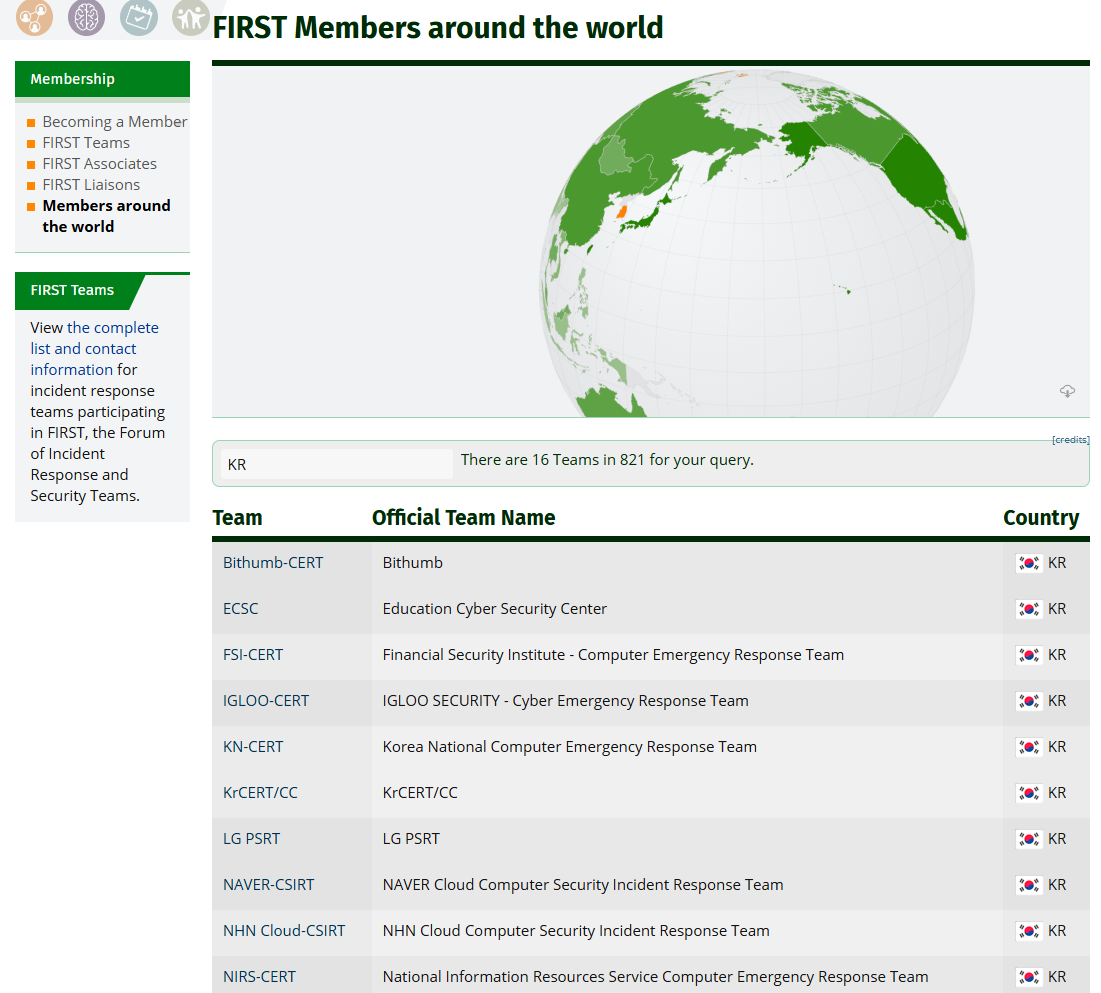 FIRST Members around the world
Membership
Becoming a Member
FIRST Teams
FIRST Associates
FIRST Liaisons
Members around
the world
FIRST Teams
View the complete
list and contact
information for
incident response
teams participating
in FIRST, the Forum
of Incident
Response and
Security Teams.
[credits]
KR
There are 16 Teams in 821 for your query.
Team Official Team Name Country
Bithumb-CERT Bithumb KR
ECSC Education Cyber Security Center KR
FSI-CERT Financial Security Institute - Computer Emergency Response Team KR
IGLOO-CERT IGLOO SECURITY - Cyber Emergency Response Team KR
KN-CERT Korea National Computer Emergency Response Team KR
KrCERT/CC KrCERT/CC KR
LG PSRT LG PSRT KR
NAVER-CSIRT NAVER Cloud Computer Security Incident Response Team KR
NHN Cloud-CSIRT NHN Cloud Computer Security Incident Response Team KR
NIRS-CERT National Information Resources Service Computer Emergency Response Team KR